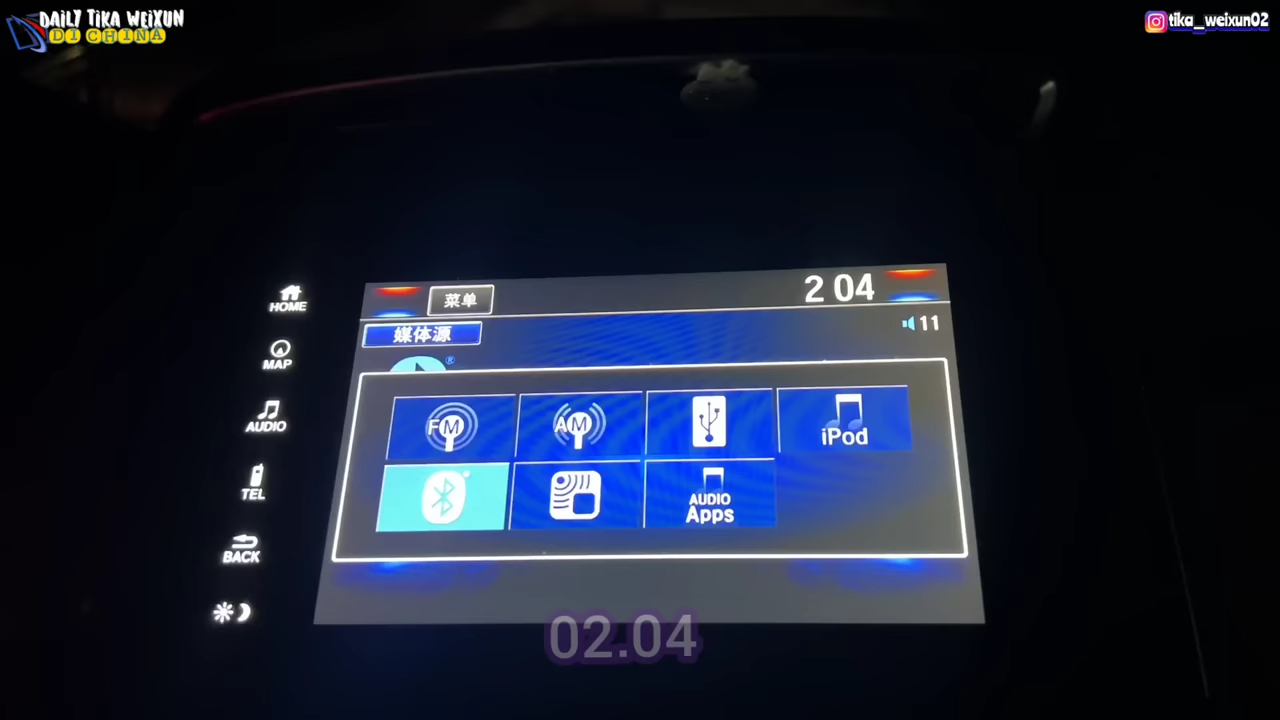 DAILY TIKA WEIXUN
DI CHINA
tika_weixun02
HOME
MAP
AUDIO
TEL
BACK
菜单
2 04
媒体源
11
FM
AM
iPod
AUDIO
Apps
02.04